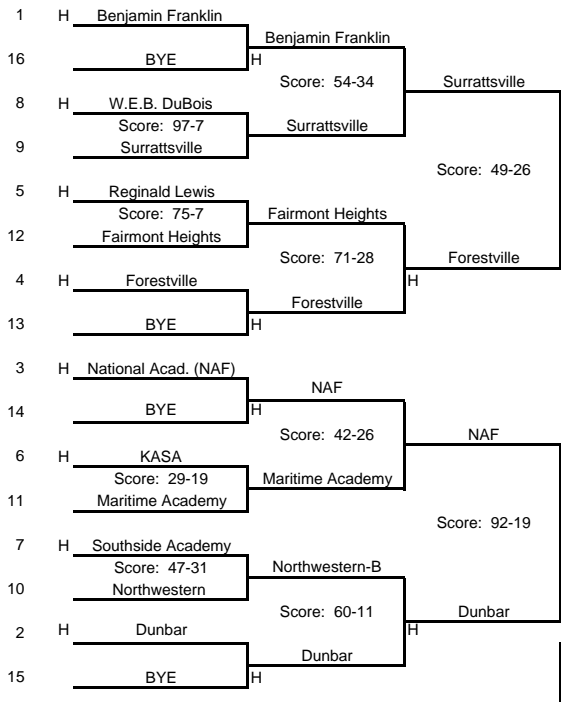 1 H Benjamin Franklin
Benjamin Franklin
16 BYE H
Score: 54-34 Surrattsville
8 H W.E.B. DuBois
Score: 97-7 Surrattsville
9 Surrattsville
Score: 49-26
5 H Reginald Lewis
Score: 75-7 Fairmont Heights
12 Fairmont Heights
Score: 71-28 Forestville
4 H Forestville H
Forestville
13 BYE H
3 H National Acad. (NAF)
NAF
14 BYE H
Score: 42-26 NAF
6 H KASA
Score: 29-19 Maritime Academy
11 Maritime Academy
Score: 92-19
7 H Southside Academy
Score: 47-31 Northwestern-B
10 Northwestern
Score: 60-11 Dunbar
2 H Dunbar H
Dunbar
15 BYE H